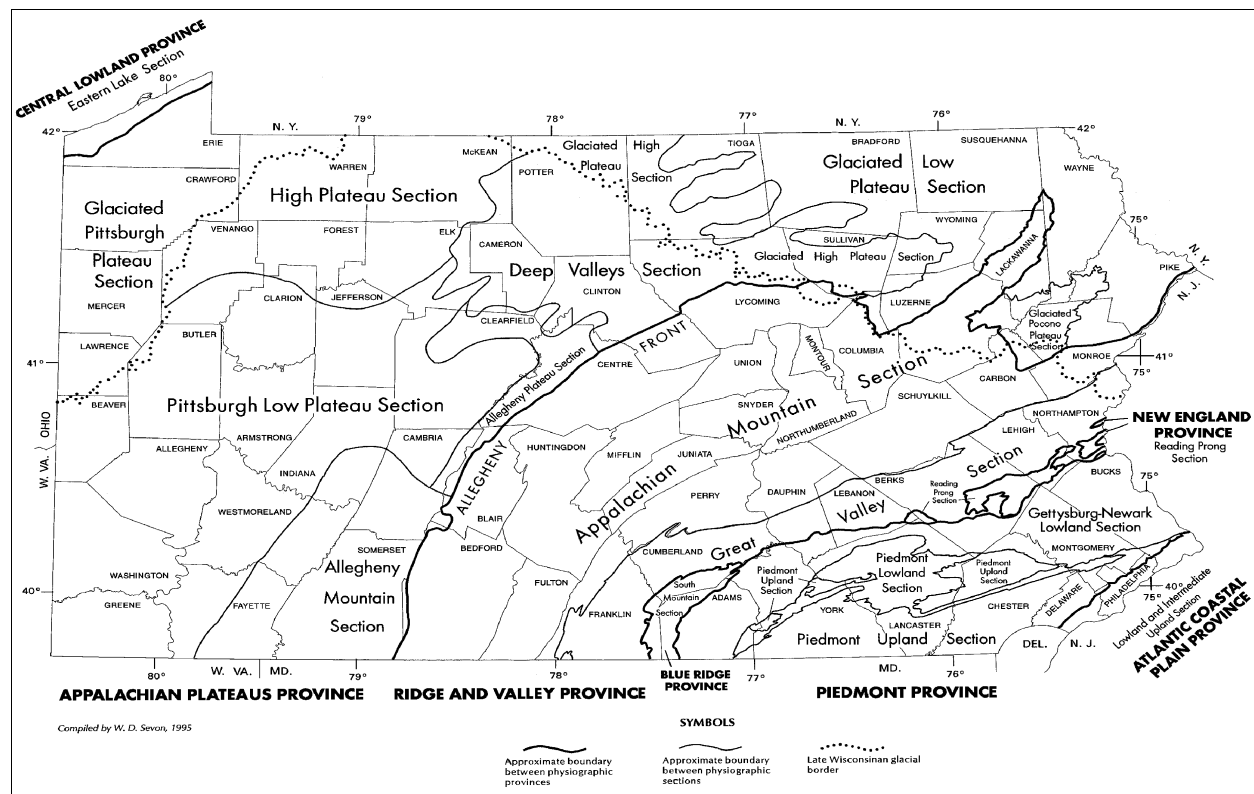 CENTRAL LOWLAND PROVINCE
Eastern Lake Section
80°
42°
N. Y.
79°
78°
77°
N. Y.
76°
42°
ERIE
CRAWFORD
WARREN
McKEAN
POTTER
Glaciated
Plateau
High
Section
TIOGA
BRADFORD
SUSQUEHANNA
WAYNE
Glaciated
Plateau
Low
Section
High Plateau Section
Glaciated
Pittsburgh
Plateau
Section
VENANGO
FOREST
ELK
CAMERON
WYOMING
75°
SULLIVAN
LACKAWANNA
N. Y.
N. J.
PIKE
Deep Valleys Section
Glaciated High Plateau Section
MERCER
CLARION
JEFFERSON
CLINTON
LYCOMING
LUZERNE
BUTLER
CLEARFIELD
Glaciated
Pocono
Plateau
Section
LAWRENCE
41°
FRONT
CENTRE
UNION
MONTOUR
COLUMBIA
MONROE
41°
75°
Allegheny Plateau Section
Section
CARBON
BEAVER
Pittsburgh Low Plateau Section
SNYDER
SCHUYLKILL
OHIO
W. VA.
Mountain
NORTHUMBERLAND
NORTHAMPTON
NEW ENGLAND
PROVINCE
Reading Prong
Section
ALLEGHENY
ARMSTRONG
CAMBRIA
HUNTINGDON
MIFFLIN
JUNIATA
LEHIGH
INDIANA
ALLEGHENY
Appalachian
Section
BUCKS
75°
WESTMORELAND
BLAIR
PERRY
DAUPHIN
LEBANON
BERKS
Reading
Prong
Section
Valley
Gettysburg-Newark
Lowland Section
SOMERSET
BEDFORD
CUMBERLAND
Great
MONTGOMERY
Allegheny
Mountain
Section
WASHINGTON
40°
GREENE
FAYETTE
FULTON
FRANKLIN
South
Mountain
Section
ADAMS
Piedmont
Upland
Section
Piedmont
Lowland
Section
Piedmont
Upland
Section
YORK
LANCASTER
CHESTER
DELAWARE
PHILADELPHIA
40°
75°
Lowland and Intermediate
Upland Section
ATLANTIC COASTAL
PLAIN PROVINCE
Piedmont Upland Section
DEL.
N. J.
80°
W. VA.
MD.
79°
78°
77°
MD.
76°
BLUE RIDGE
PROVINCE
APPALACHIAN PLATEAUS PROVINCE
RIDGE AND VALLEY PROVINCE
PIEDMONT PROVINCE
Compiled by W. D. Sevon, 1995
SYMBOLS
Approximate boundary
between physiographic
provinces
Approximate boundary
between physiographic
sections
Late Wisconsinan glacial
border